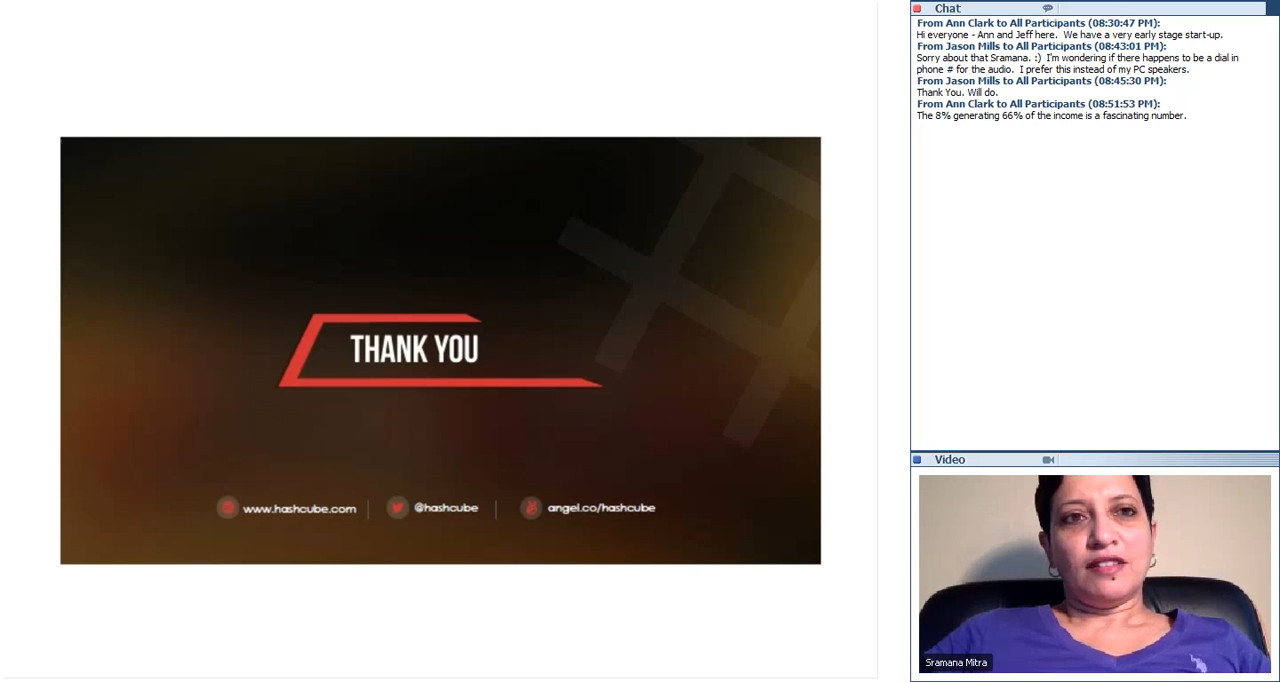 THANK YOU
www.hashcube.com
@hashcube
angel.co/hashcube
Chat
From Ann Clark to All Participants (08:30:47 PM):
Hi everyone - Ann and Jeff here.  We have a very early stage start-up.
From Jason Mills to All Participants (08:43:01 PM):
Sorry about that Sramana. :)  I'm wondering if there happens to be a dial in
phone # for the audio.  I prefer this instead of my PC speakers.
From Jason Mills to All Participants (08:45:30 PM):
Thank You. Will do.
From Ann Clark to All Participants (08:51:53 PM):
The 8% generating 66% of the income is a fascinating number.
Video
Sramana Mitra